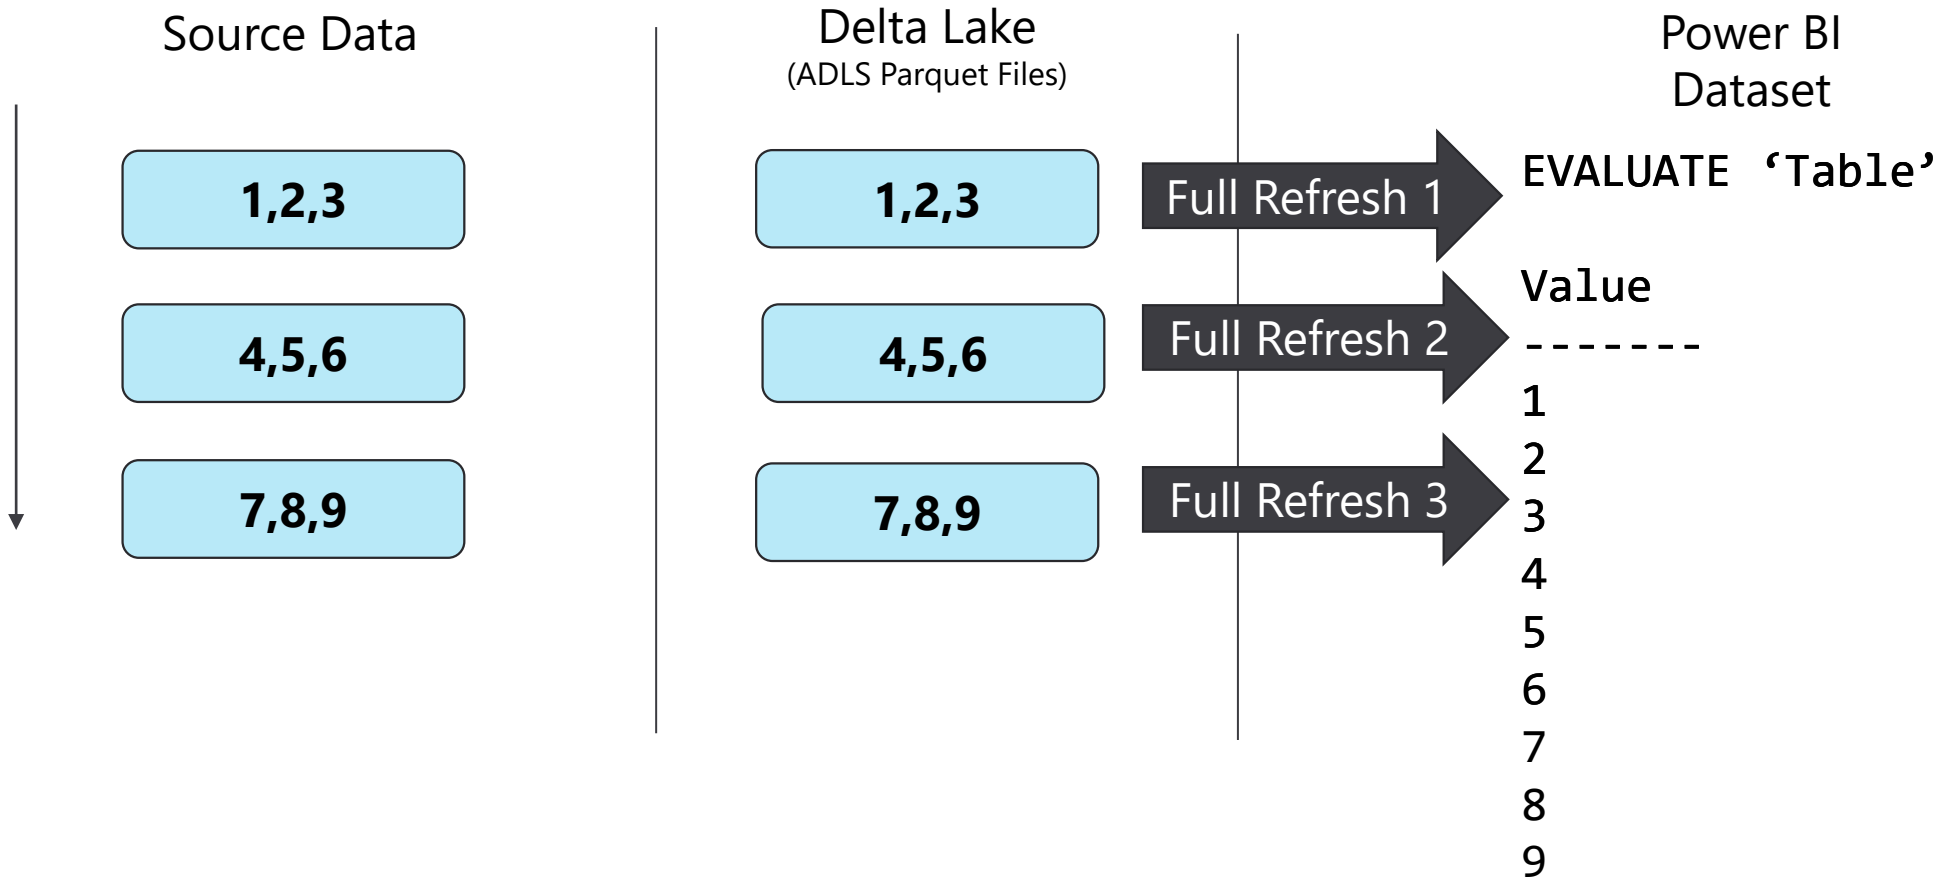 Source Data
Delta Lake
(ADLS Parquet Files)
Power BI
Dataset
1,2,3
1,2,3
Full Refresh 1
EVALUATE ‘Table’
4,5,6
4,5,6
Full Refresh 2
7,8,9
7,8,9
Full Refresh 3
Value
-------
1
2
3
4
5
6
7
8
9